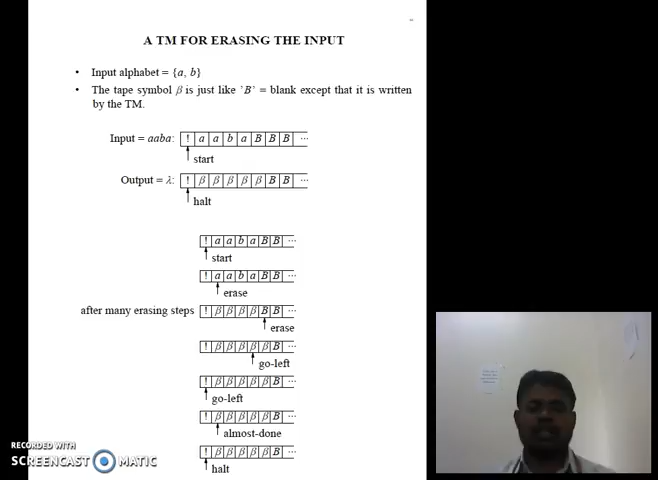 A TM FOR ERASING THE INPUT
• Input alphabet = {a, b}
• The tape symbol β is just like 'B' = blank except that it is written
by the TM.
Input = aaba: ! a a b a B B B ...
start
Output = λ: ! β β β β β B B ...
halt
! a a b a B B ...
start
! a a b a B B ...
erase
after many erasing steps ! β β β β B B ...
erase
! β β β β β B ...
go-left
! β β β β β B ...
go-left
! β β β β β B ...
almost-done
! β β β β β B ...
halt
RECORDED WITH
SCREENCAST MATIC